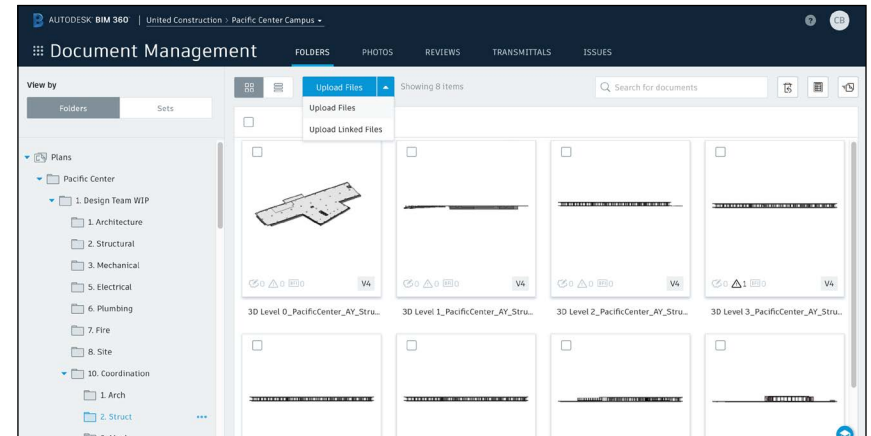 AUTODESK® BIM 360® United Construction > Pacific Center Campus
CB
Document Management FOLDERS PHOTOS REVIEWS TRANSMITTALS ISSUES
View by
Folders Sets
Upload Files Showing 8 items Search for documents
Upload Files
Upload Linked Files
Plans
Pacific Center
1. Design Team WIP
1. Architecture
2. Structural
3. Mechanical
5. Electrical
6. Plumbing
7. Fire
8. Site
10. Coordination
1. Arch
2. Struct
0 0 0 V4
0 0 0 V4
0 0 0 V4
0 1 0 V4
3D Level 0_PacificCenter_AY_Stru...
3D Level 1_PacificCenter_AY_Stru...
3D Level 2_PacificCenter_AY_Stru...
3D Level 3_PacificCenter_AY_Stru...